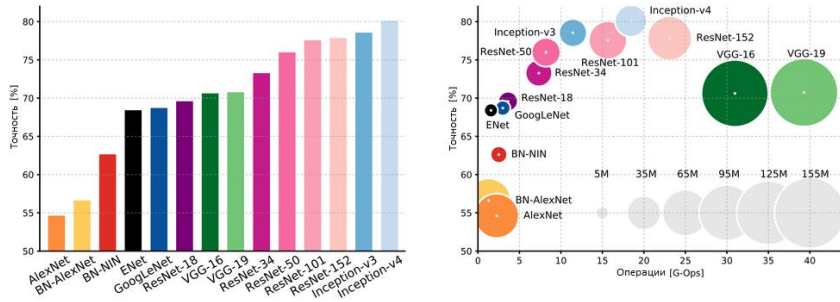 Точность [%]
80
75
70
65
60
55
50
AlexNet
BN-AlexNet
BN-NIN
ENet
GoogLeNet
ResNet-18
VGG-16
VGG-19
ResNet-34
ResNet-50
ResNet-101
ResNet-152
Inception-v3
Inception-v4
Точность [%]
80
75
70
65
60
55
50
Inception-v4
Inception-v3
ResNet-152
ResNet-50
VGG-16
VGG-19
ResNet-101
ResNet-34
ResNet-18
GoogLeNet
ENet
BN-NIN
5M 35M 65M 95M 125M 155M
BN-AlexNet
AlexNet
0 5 10 15 20 25 30 35 40
Операции [G-Ops]